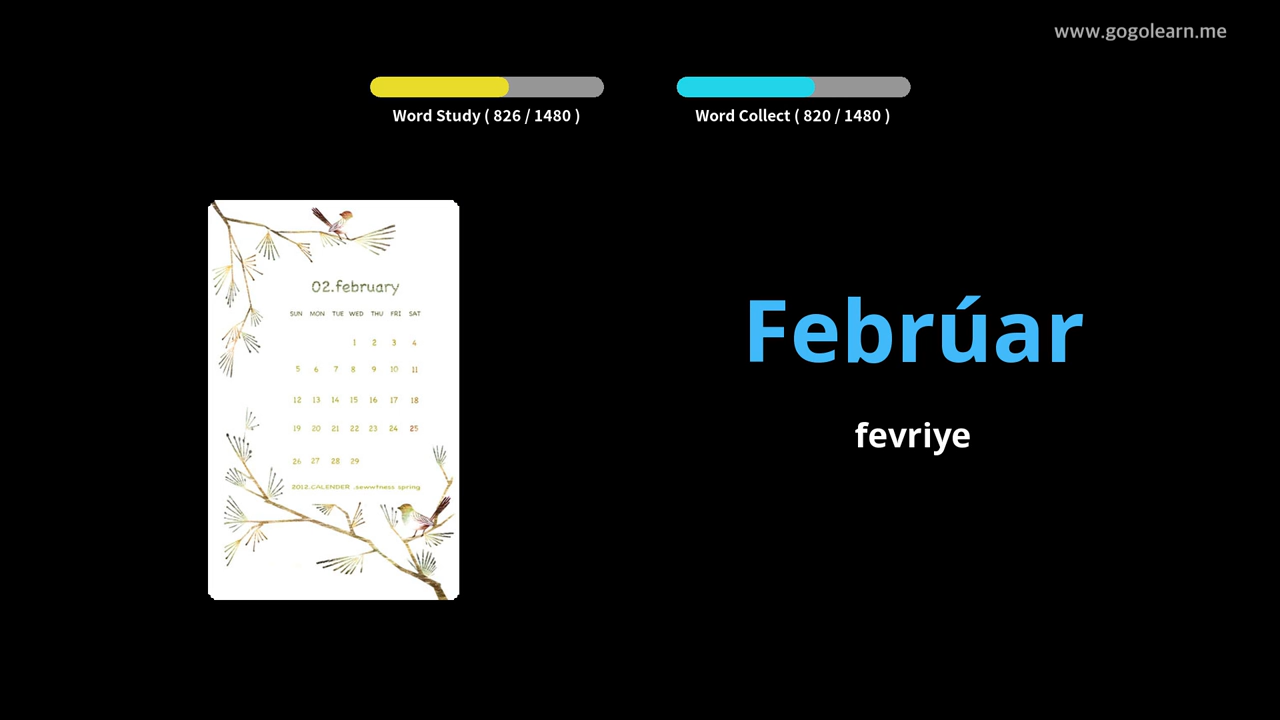 www.gogolearn.me
Word Study ( 826 / 1480 )
Word Collect ( 820 / 1480 )
02.february
SUN MON TUE WED THU FRI SAT
1 2 3 4
5 6 7 8 9 10 11
12 13 14 15 16 17 18
19 20 21 22 23 24 25
26 27 28 29
2012.CALENDER .sewwtness spring
Febrúar
fevriye